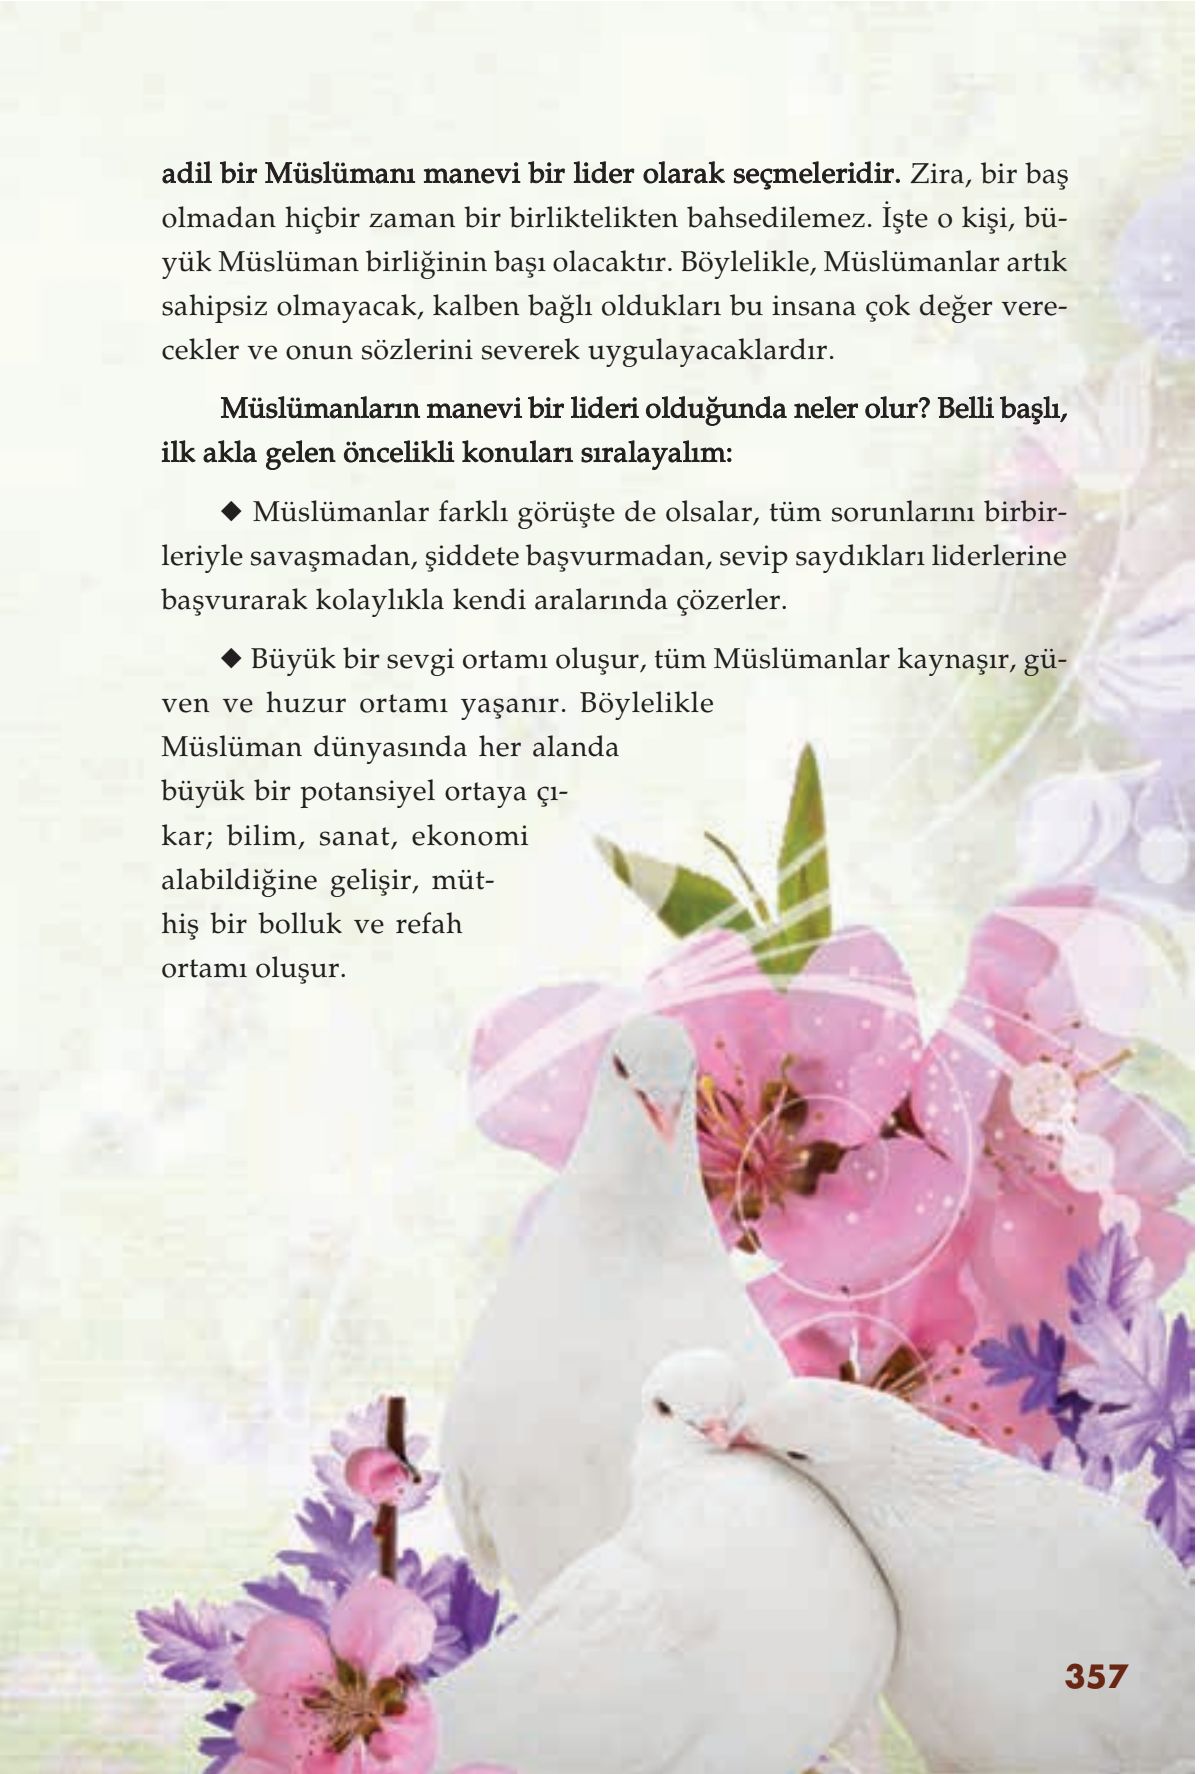 adil bir Müslümanı manevi bir lider olarak seçmeleridir. Zira, bir baş
olmadan hiçbir zaman bir birliktelikten bahsedilemez. İşte o kişi, bü-
yük Müslüman birliğinin başı olacaktır. Böylelikle, Müslümanlar artık
sahipsiz olmayacak, kalben bağlı oldukları bu insana çok değer vere-
cekler ve onun sözlerini severek uygulayacaklardır.
Müslümanların manevi bir lideri olduğunda neler olur? Belli başlı,
ilk akla gelen öncelikli konuları sıralayalım:
◆ Müslümanlar farklı görüşte de olsalar, tüm sorunlarını birbir-
leriyle savaşmadan, şiddete başvurmadan, sevip saydıkları liderlerine
başvurarak kolaylıkla kendi aralarında çözerler.
◆ Büyük bir sevgi ortamı oluşur, tüm Müslümanlar kaynaşır, gü-
ven ve huzur ortamı yaşanır. Böylelikle
Müslüman dünyasında her alanda
büyük bir potansiyel ortaya çı-
kar; bilim, sanat, ekonomi
alabildiğine gelişir, müt-
hiş bir bolluk ve refah
ortamı oluşur.
357